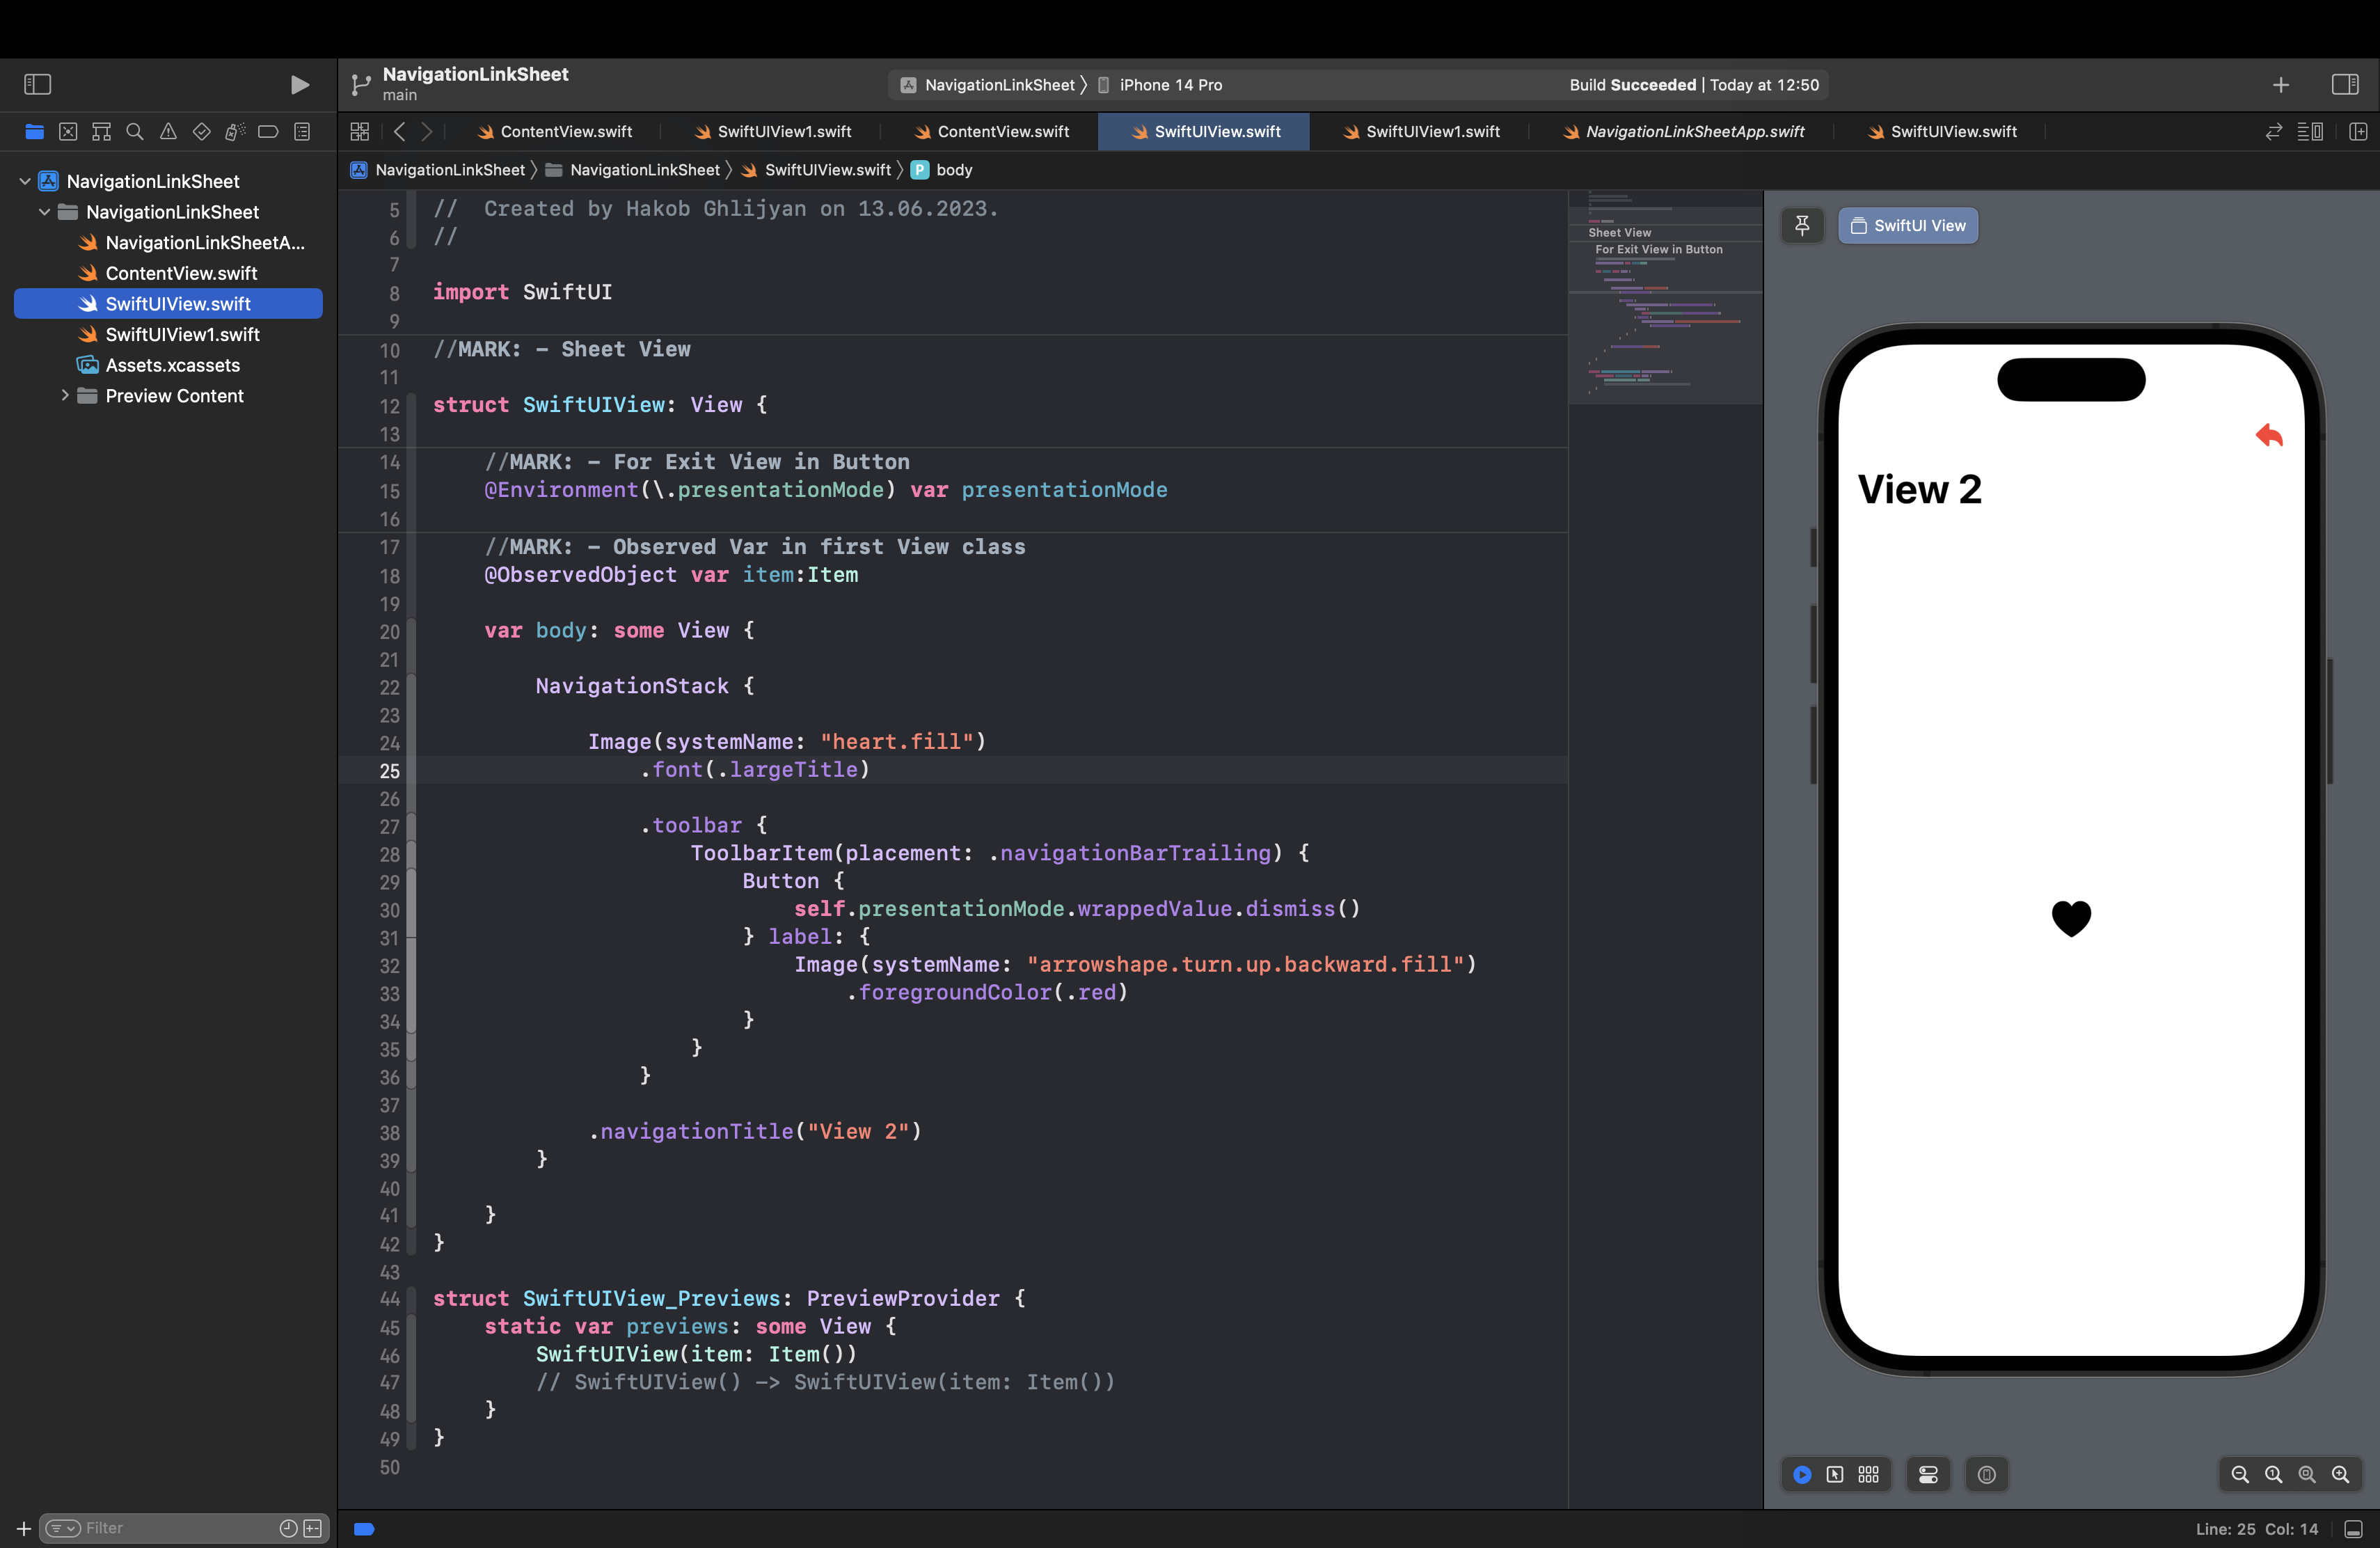 NavigationLinkSheet
main
NavigationLinkSheet
iPhone 14 Pro
Build Succeeded | Today at 12:50
ContentView.swift
SwiftUIView1.swift
ContentView.swift
SwiftUIView.swift
SwiftUIView1.swift
NavigationLinkSheetApp.swift
SwiftUIView.swift
NavigationLinkSheet
NavigationLinkSheet
SwiftUIView.swift
P body
NavigationLinkSheet
NavigationLinkSheet
NavigationLinkSheetA...
ContentView.swift
SwiftUIView.swift
SwiftUIView1.swift
Assets.xcassets
Preview Content
5 //  Created by Hakob Ghlijyan on 13.06.2023.
6 //
7
8 import SwiftUI
9
10 //MARK: - Sheet View
11
12 struct SwiftUIView: View {
13
14     //MARK: - For Exit View in Button
15     @Environment(\.presentationMode) var presentationMode
16
17     //MARK: - Observed Var in first View class
18     @ObservedObject var item:Item
19
20     var body: some View {
21
22         NavigationStack {
23
24             Image(systemName: "heart.fill")
25                 .font(.largeTitle)
26
27                 .toolbar {
28                     ToolbarItem(placement: .navigationBarTrailing) {
29                         Button {
30                             self.presentationMode.wrappedValue.dismiss()
31                         } label: {
32                             Image(systemName: "arrowshape.turn.up.backward.fill")
33                                 .foregroundColor(.red)
34                         }
35                     }
36                 }
37
38             .navigationTitle("View 2")
39         }
40
41     }
42 }
43
44 struct SwiftUIView_Previews: PreviewProvider {
45     static var previews: some View {
46         SwiftUIView(item: Item())
47         // SwiftUIView() -> SwiftUIView(item: Item())
48     }
49 }
50
Sheet View
For Exit View in Button
SwiftUI View
View 2
Filter
Line: 25  Col: 14